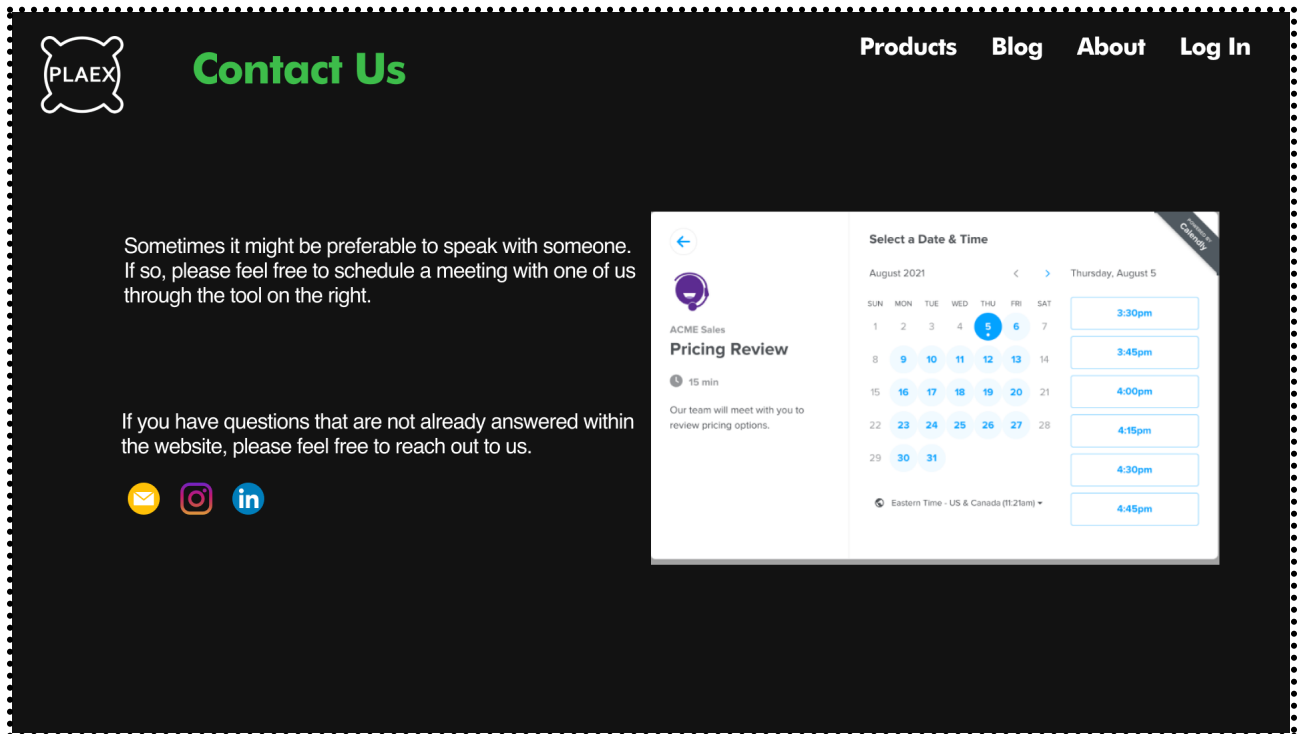 PLAEX
Contact Us
Products Blog About Log In
Sometimes it might be preferable to speak with someone.
If so, please feel free to schedule a meeting with one of us
through the tool on the right.
If you have questions that are not already answered within
the website, please feel free to reach out to us.
in
ACME Sales
Pricing Review
15 min
Our team will meet with you to
review pricing options.
Select a Date & Time
August 2021
SUN MON TUE WED THU FRI SAT
1 2 3 4 5 6 7
8 9 10 11 12 13 14
15 16 17 18 19 20 21
22 23 24 25 26 27 28
29 30 31
Eastern Time - US & Canada (11:21am)
Thursday, August 5
3:30pm
3:45pm
4:00pm
4:15pm
4:30pm
4:45pm
POWERED BY
Calendly